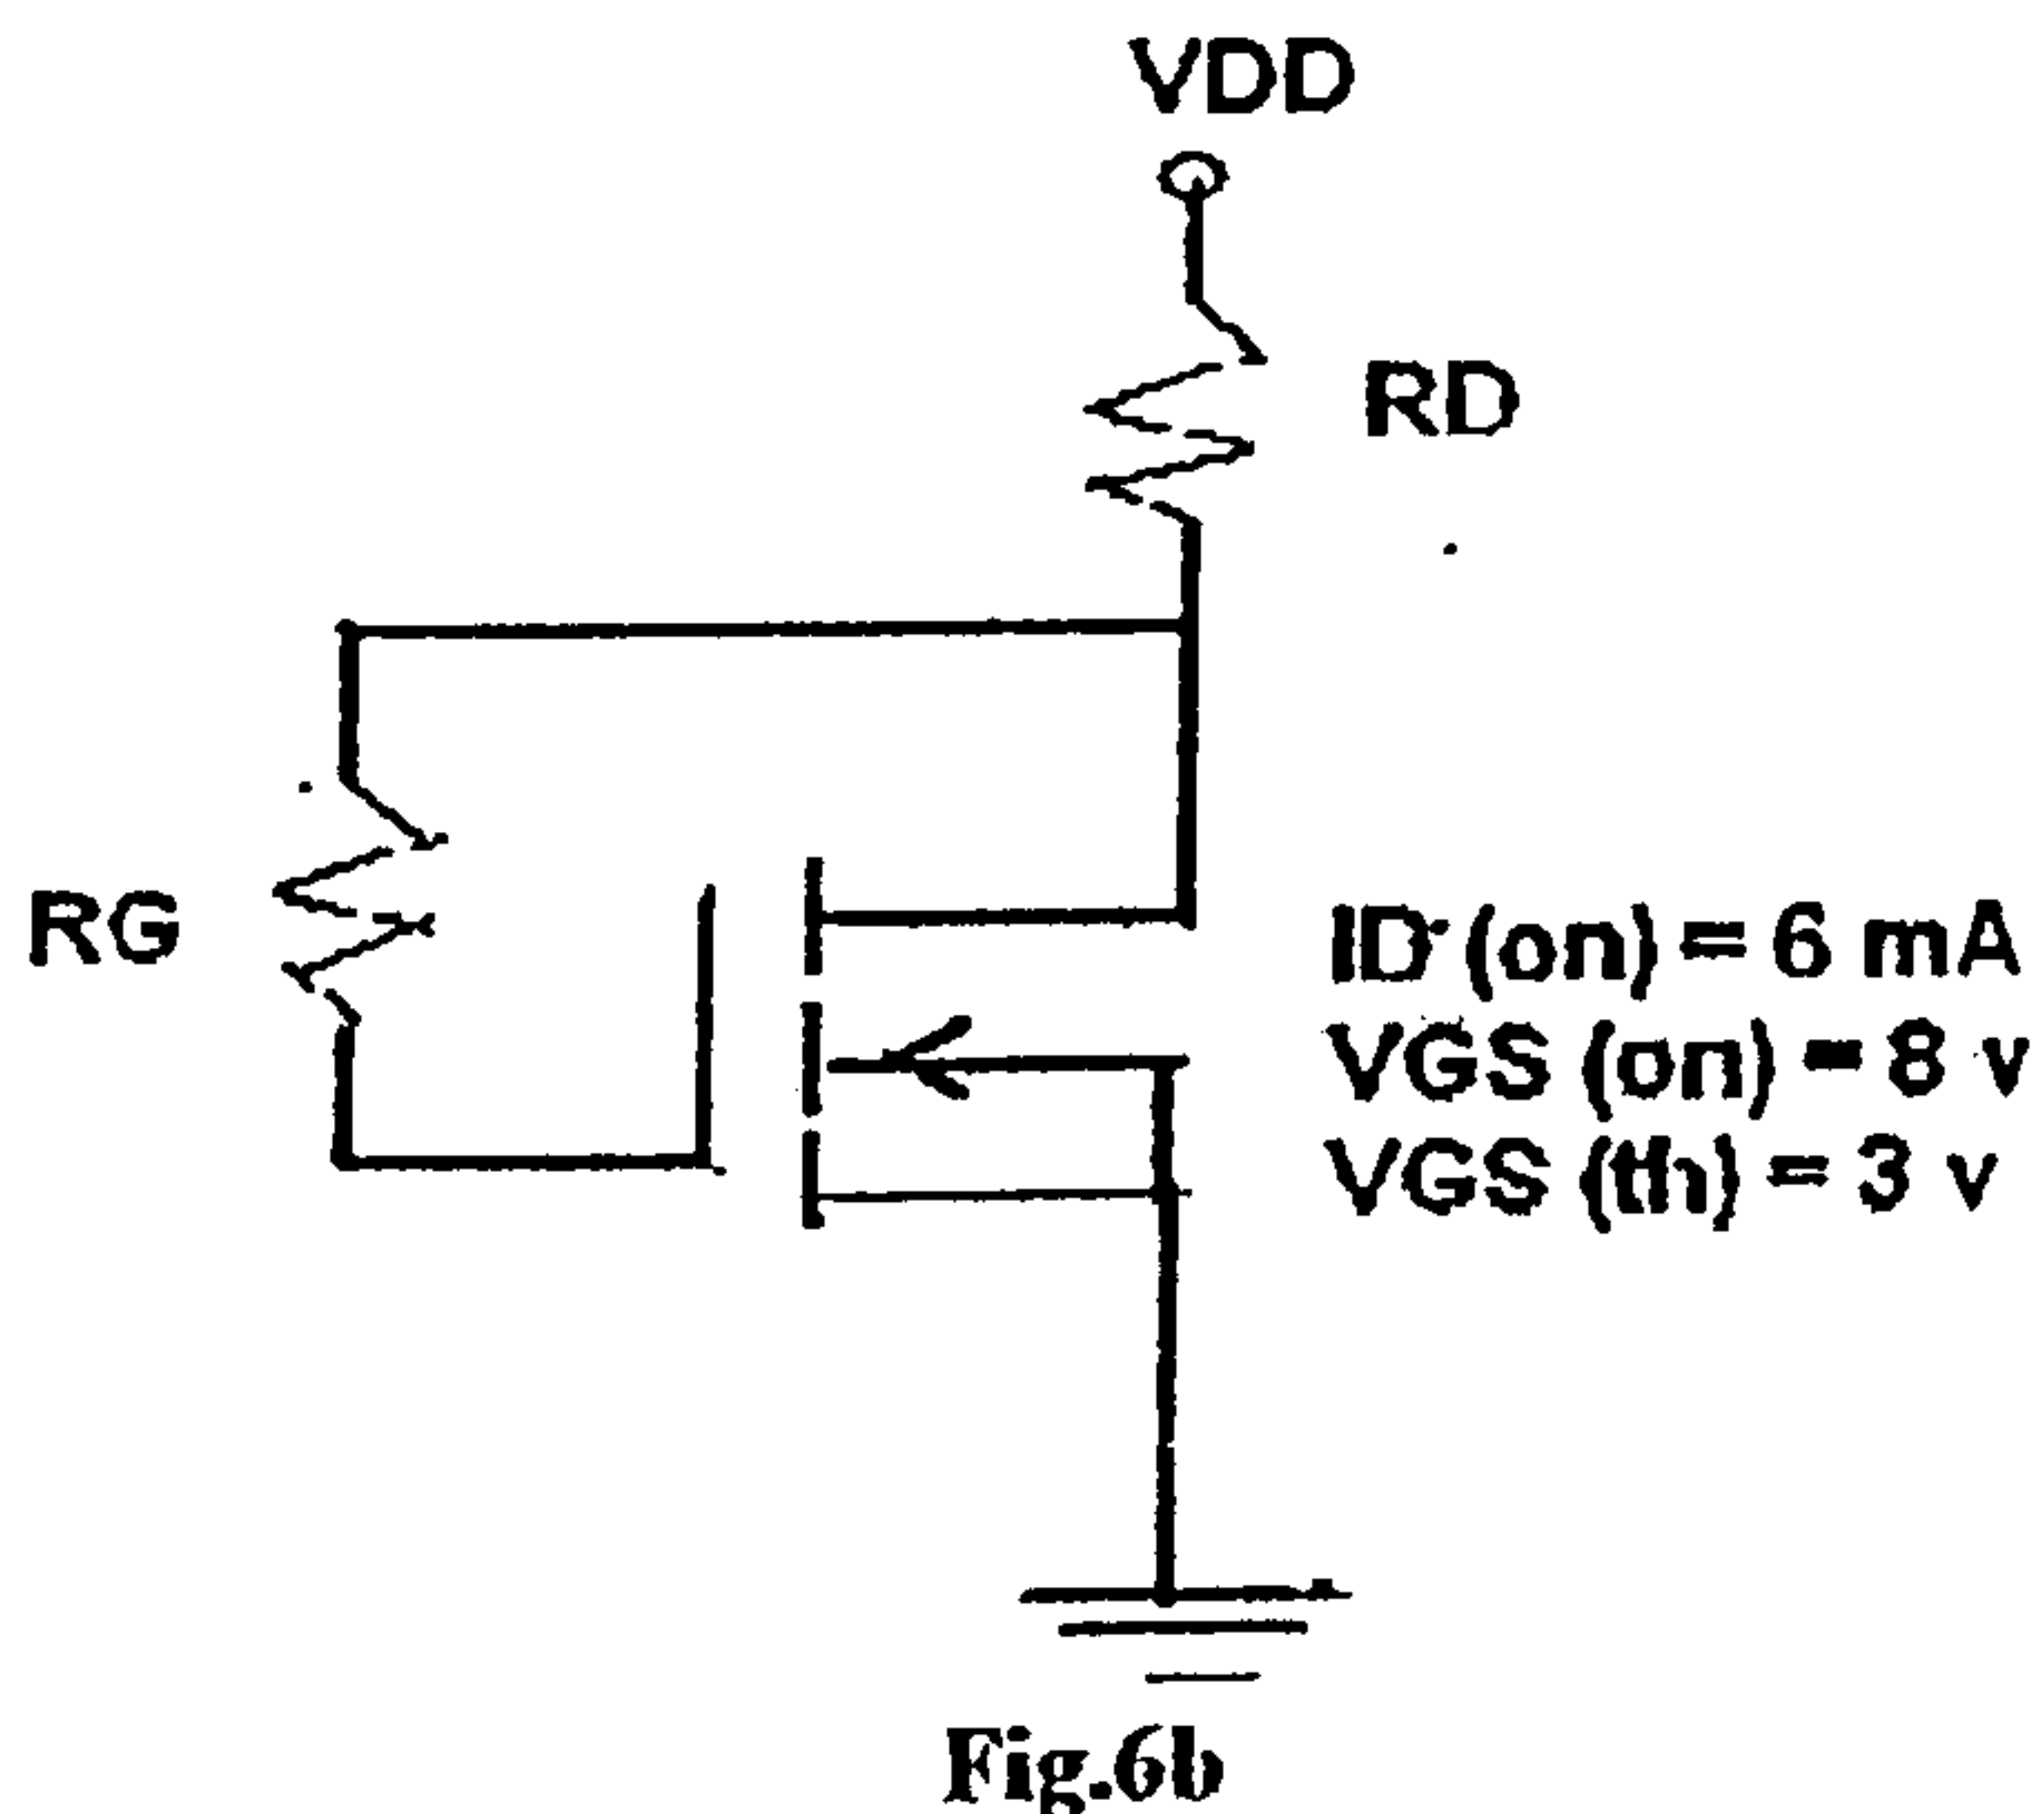 VDD
RD
RG
ID (on) = 6 mA
VGS (on) = 8 v
VGS (th) = 3 v
Fig.6b